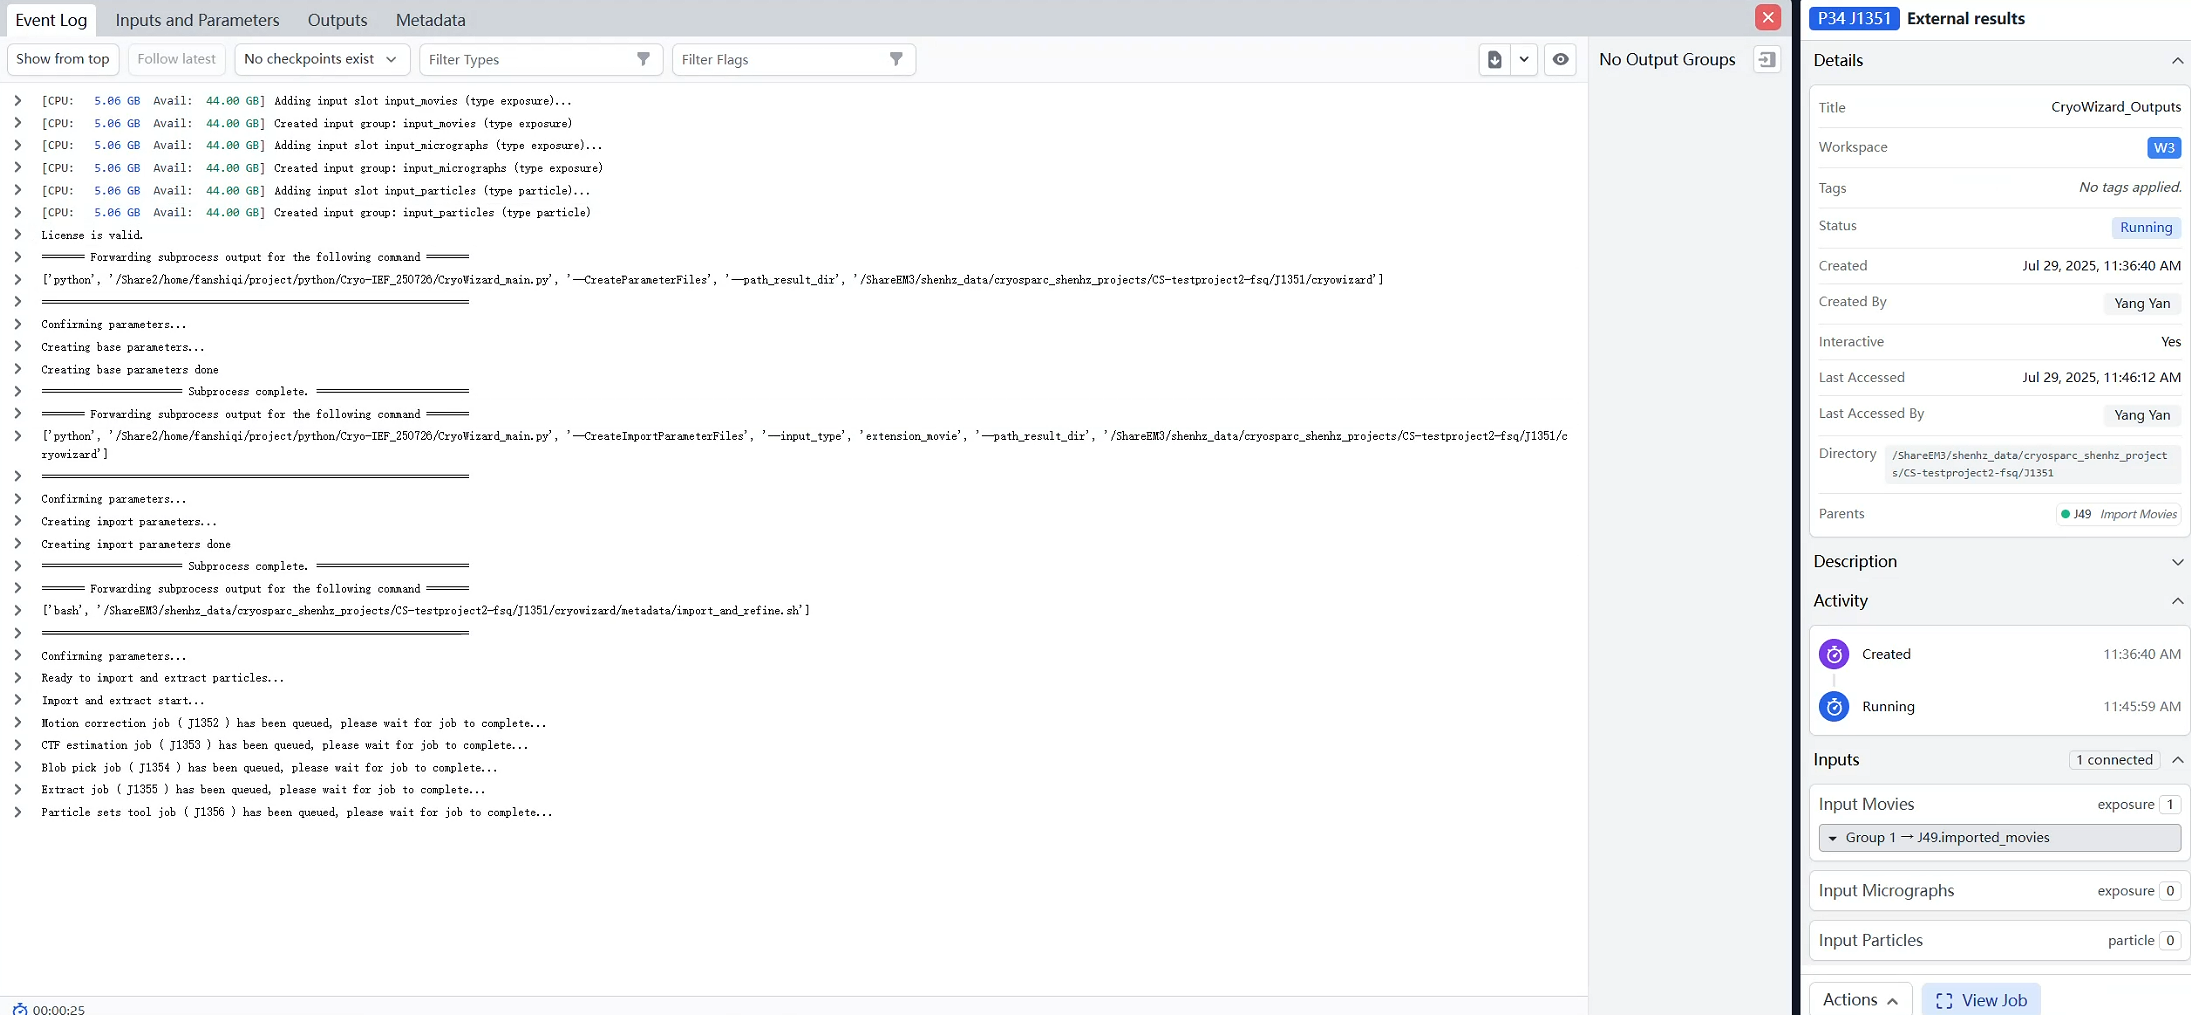 Event Log Inputs and Parameters Outputs Metadata
Show from top Follow latest No checkpoints exist Filter Types Filter Flags
No Output Groups
[CPU: 5.06 GB Avail: 44.00 GB] Adding input slot input_movies (type exposure)...
[CPU: 5.06 GB Avail: 44.00 GB] Created input group: input_movies (type exposure)
[CPU: 5.06 GB Avail: 44.00 GB] Adding input slot input_micrographs (type exposure)...
[CPU: 5.06 GB Avail: 44.00 GB] Created input group: input_micrographs (type exposure)
[CPU: 5.06 GB Avail: 44.00 GB] Adding input slot input_particles (type particle)...
[CPU: 5.06 GB Avail: 44.00 GB] Created input group: input_particles (type particle)
License is valid.
======= Forwarding subprocess output for the following command =======
['python', '/Share2/home/fanshiqi/project/python/Cryo-IEF_250726/CryoWizard_main.py', '--CreateParameterFiles', '--path_result_dir', '/ShareEM3/shenhz_data/cryosparc_shenhz_projects/CS-testproject2-fsq/J1351/cryowizard']
======================================================================
Confirming parameters...
Creating base parameters...
Creating base parameters done
======================= Subprocess complete. =========================
======= Forwarding subprocess output for the following command =======
['python', '/Share2/home/fanshiqi/project/python/Cryo-IEF_250726/CryoWizard_main.py', '--CreateImportParameterFiles', '--input_type', 'extension_movie', '--path_result_dir', '/ShareEM3/shenhz_data/cryosparc_shenhz_projects/CS-testproject2-fsq/J1351/c
ryowizard']
======================================================================
Confirming parameters...
Creating import parameters...
Creating import parameters done
======================= Subprocess complete. =========================
======= Forwarding subprocess output for the following command =======
['bash', '/ShareEM3/shenhz_data/cryosparc_shenhz_projects/CS-testproject2-fsq/J1351/cryowizard/metadata/import_and_refine.sh']
======================================================================
Confirming parameters...
Ready to import and extract particles...
Import and extract start...
Motion correction job ( J1352 ) has been queued, please wait for job to complete...
CTF estimation job ( J1353 ) has been queued, please wait for job to complete...
Blob pick job ( J1354 ) has been queued, please wait for job to complete...
Extract job ( J1355 ) has been queued, please wait for job to complete...
Particle sets tool job ( J1356 ) has been queued, please wait for job to complete...
00:00:25
P34 J1351 External results
Details
Title CryoWizard_Outputs
Workspace W3
Tags No tags applied.
Status Running
Created Jul 29, 2025, 11:36:40 AM
Created By Yang Yan
Interactive Yes
Last Accessed Jul 29, 2025, 11:46:12 AM
Last Accessed By Yang Yan
Directory /ShareEM3/shenhz_data/cryosparc_shenhz_project
s/CS-testproject2-fsq/J1351
Parents J49 Import Movies
Description
Activity
Created 11:36:40 AM
Running 11:45:59 AM
Inputs 1 connected
Input Movies exposure 1
Group 1 → J49.imported_movies
Input Micrographs exposure 0
Input Particles particle 0
Actions View Job